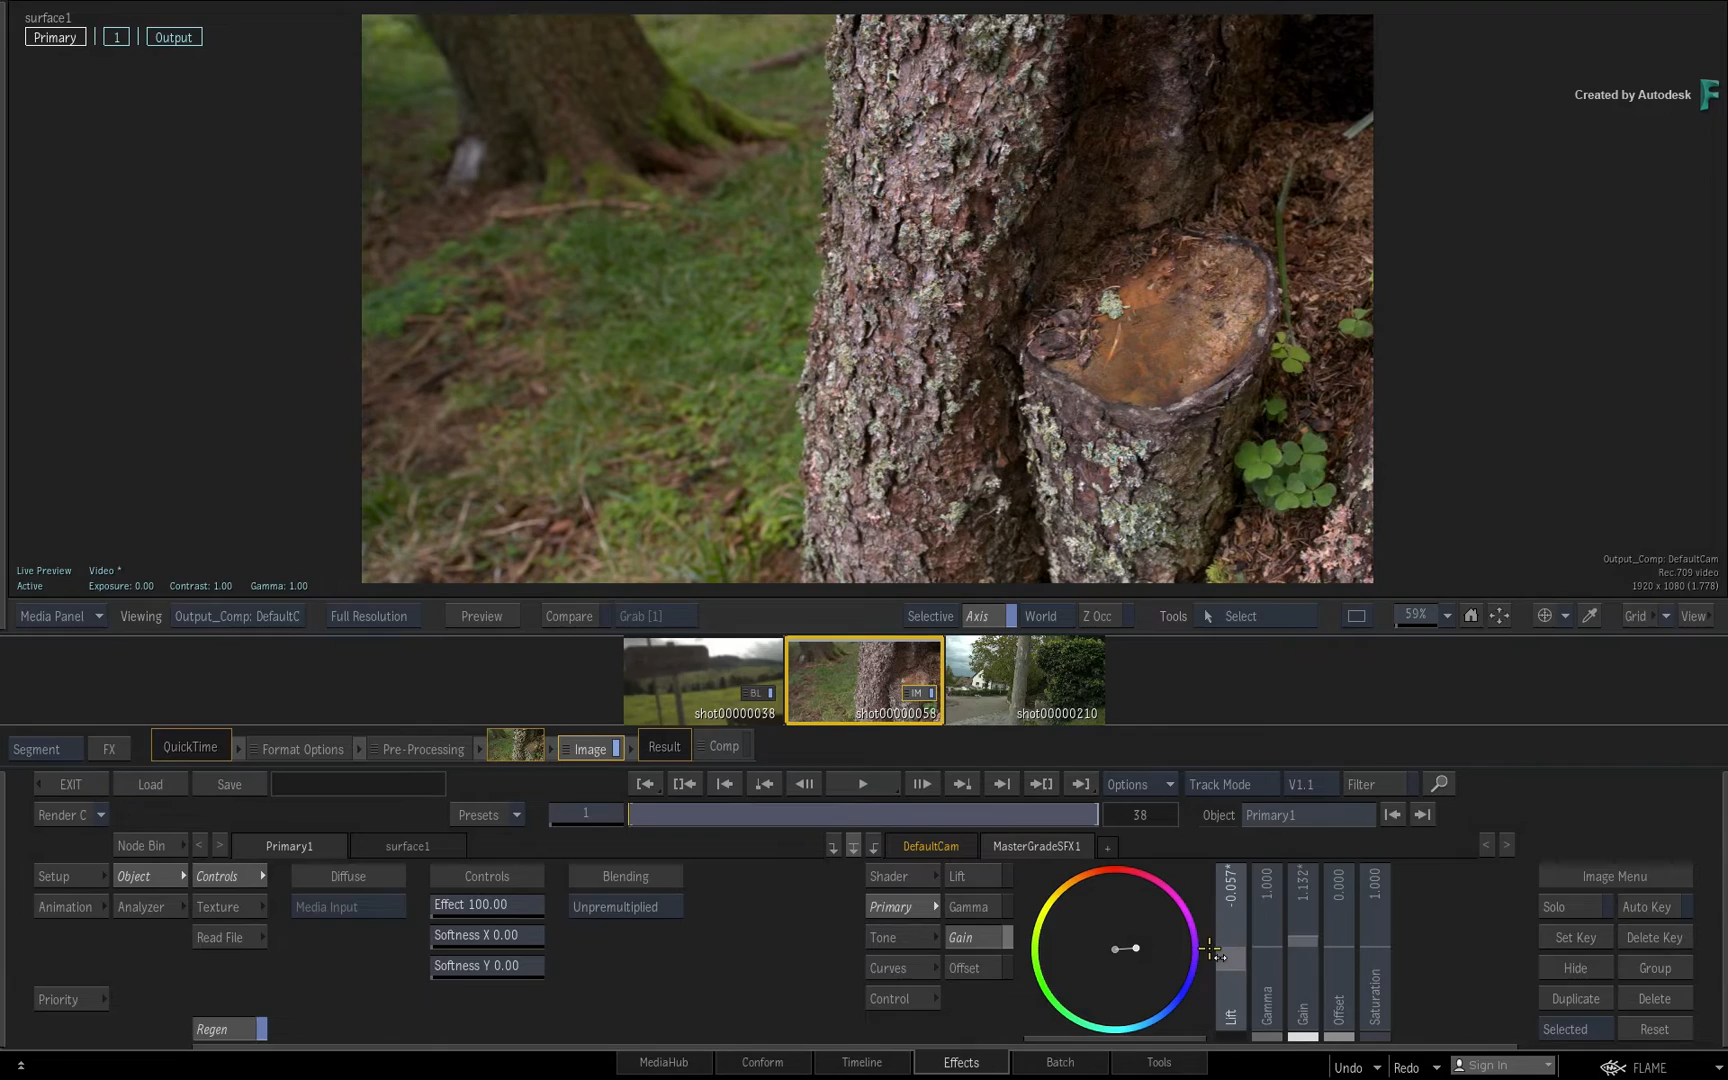 surface1
Primary 1 Output
Created by Autodesk
Live Preview Video *
Active Exposure: 0.00 Contrast: 1.00 Gamma: 1.00
Output_Comp: DefaultCam
Rec.709 video
1920 x 1080 (1.778)
Media Panel Viewing Output_Comp: DefaultC Full Resolution Preview Compare Grab [1] Selective Axis World Z Occ Tools Select 59% Grid View
BL IM
shot00000038 shot00000058 shot00000210
Segment FX QuickTime Format Options Pre-Processing Image Result Comp
EXIT Load Save Options Track Mode V1.1 Filter
Render C Presets 1 38 Object Primary1
Node Bin < > Primary1 surface1 DefaultCam MasterGradeSFX1 + < >
Setup Object Controls Diffuse Controls Blending Shader Lift Image Menu
Animation Analyzer Texture Media Input Effect 100.00 Unpremultiplied Primary Gamma Solo Auto Key
Read File Softness X 0.00 Tone Gain Set Key Delete Key
Softness Y 0.00 Curves Offset Hide Group
Priority Control Duplicate Delete
Regen Selected Reset
-0.057* 1.000 1.132* 0.000 1.000
Lift Gamma Gain Offset Saturation
MediaHub Conform Timeline Effects Batch Tools Undo Redo Sign In FLAME